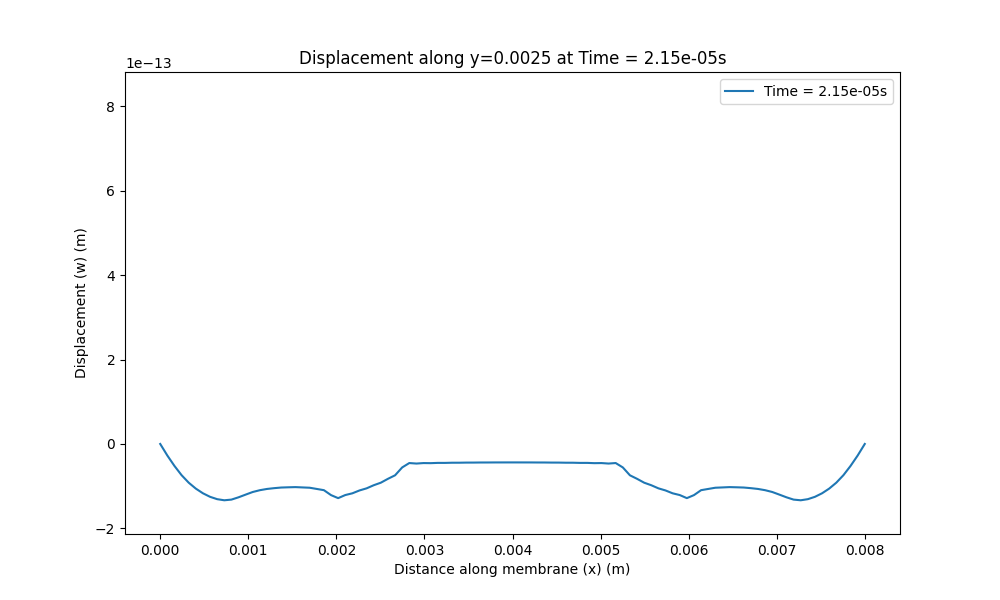 Displacement along y=0.0025 at Time = 2.15e-05s
1e−13
Time = 2.15e-05s
8
6
4
2
0
−2
Displacement (w) (m)
0.000 0.001 0.002 0.003 0.004 0.005 0.006 0.007 0.008
Distance along membrane (x) (m)